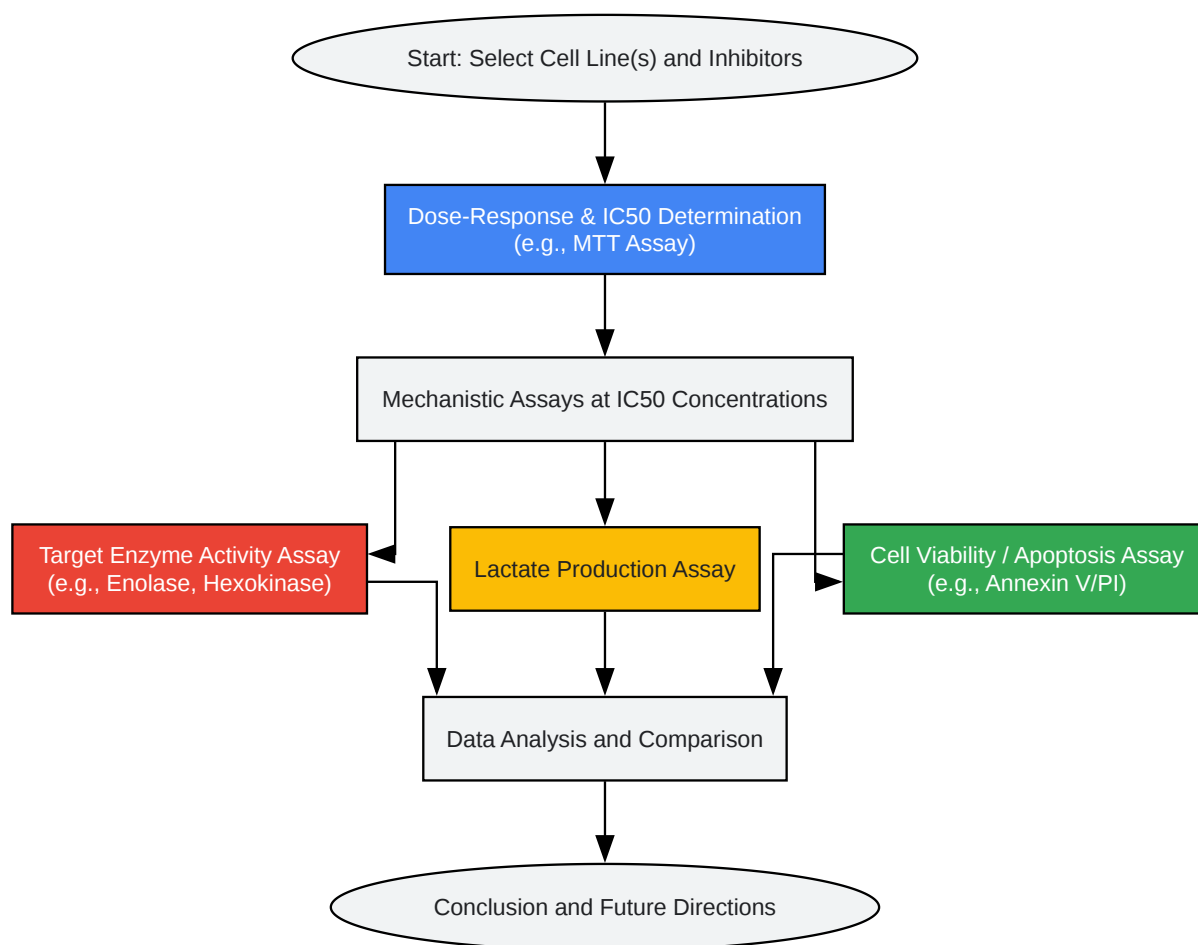 Start: Select Cell Line(s) and Inhibitors
Dose-Response & IC50 Determination
(e.g., MTT Assay)
Mechanistic Assays at IC50 Concentrations
Target Enzyme Activity Assay
(e.g., Enolase, Hexokinase)
Lactate Production Assay
Cell Viability / Apoptosis Assay
(e.g., Annexin V/PI)
Data Analysis and Comparison
Conclusion and Future Directions